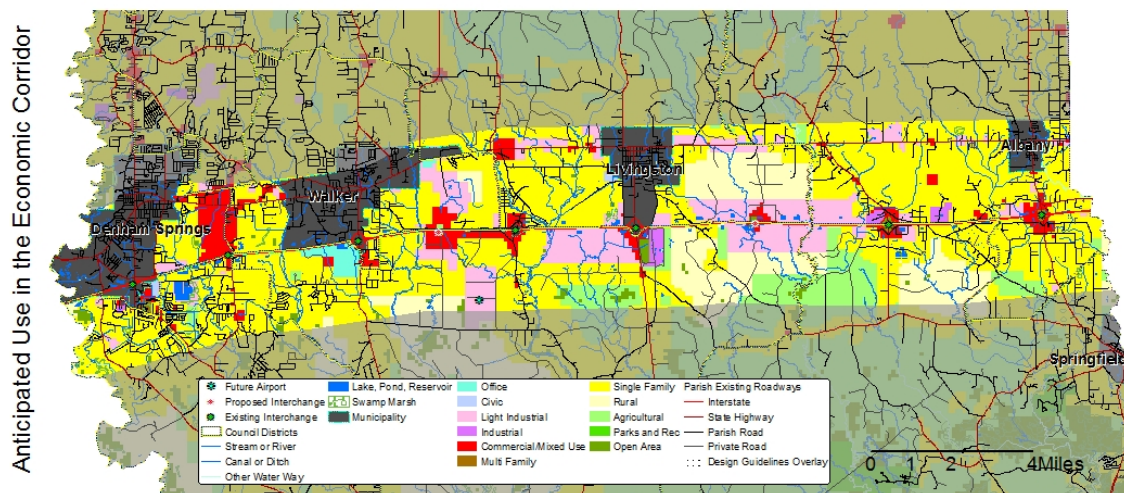 Anticipated Use in the Economic Corridor
Denham Springs
Walker
Livingston
Albany
Springfiel
Future Airport
Proposed Interchange
Existing Interchange
Council Districts
Stream or River
Canal or Ditch
Other Water Way
Lake, Pond, Reservoir
Swamp Marsh
Municipality
Office
Civic
Light Industrial
Industrial
Commercial/Mixed Use
Multi Family
Single Family
Rural
Agricultural
Parks and Rec
Open Area
Parish Existing Roadways
Interstate
State Highway
Parish Road
Private Road
Design Guidelines Overlay
0 1 2 4Miles